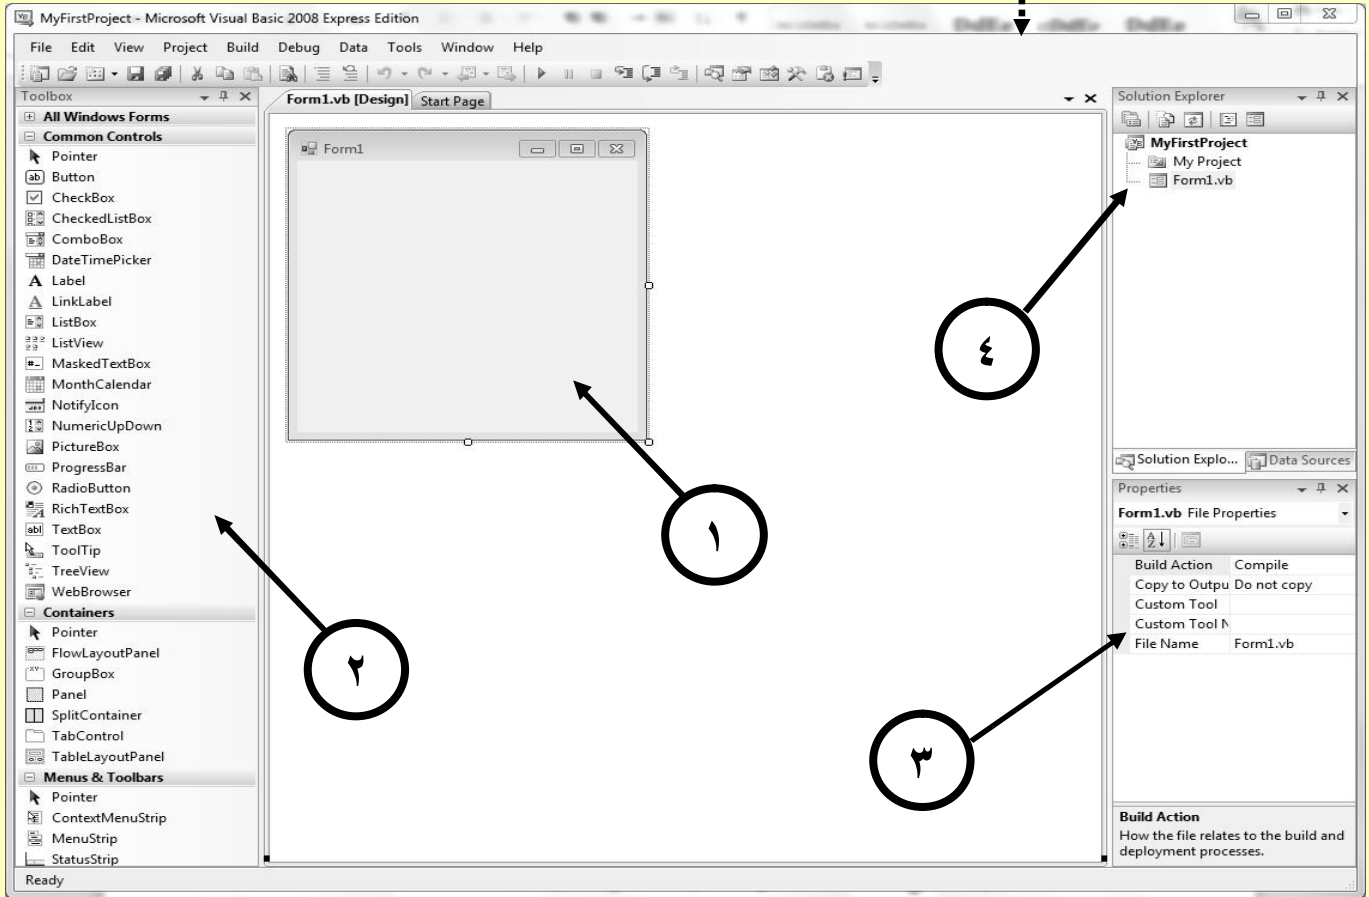 MyFirstProject - Microsoft Visual Basic 2008 Express Edition
File Edit View Project Build Debug Data Tools Window Help
Toolbox
All Windows Forms
Common Controls
Pointer
Button
CheckBox
CheckedListBox
ComboBox
DateTimePicker
Label
LinkLabel
ListBox
ListView
MaskedTextBox
MonthCalendar
NotifyIcon
NumericUpDown
PictureBox
ProgressBar
RadioButton
RichTextBox
TextBox
ToolTip
TreeView
WebBrowser
Containers
Pointer
FlowLayoutPanel
GroupBox
Panel
SplitContainer
TabControl
TableLayoutPanel
Menus & Toolbars
Pointer
ContextMenuStrip
MenuStrip
StatusStrip
Form1.vb [Design] Start Page
Form1
١
٢
٣
٤
Solution Explorer
MyFirstProject
My Project
Form1.vb
Solution Explo... Data Sources
Properties
Form1.vb File Properties
Build Action Compile
Copy to Outpu Do not copy
Custom Tool
Custom Tool N
File Name Form1.vb
Build Action
How the file relates to the build and
deployment processes.
Ready